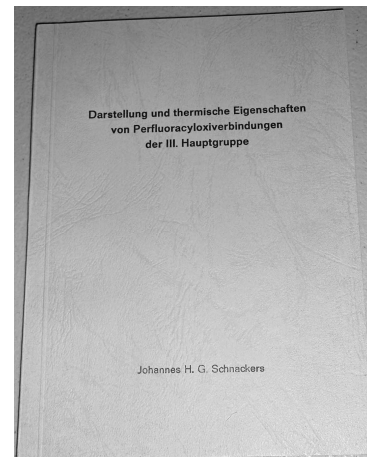 Darstellung und thermische Eigenschaften
von Perfluoracyloxiverbindungen
der III. Hauptgruppe
Johannes H. G. Schnackers